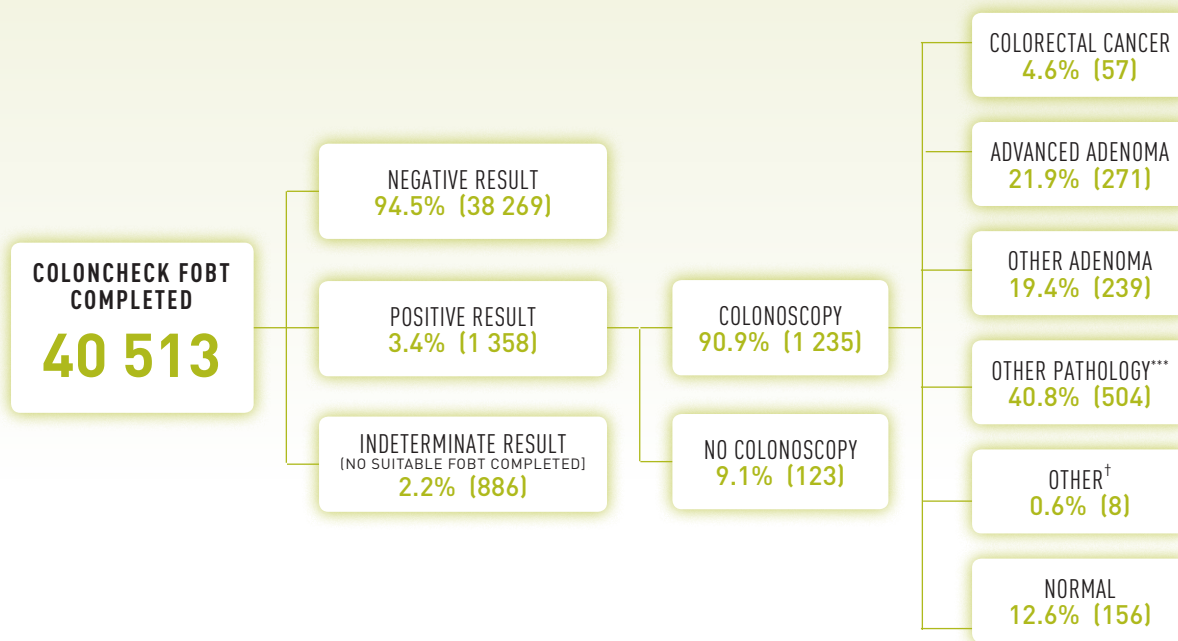 COLONCHECK FOBT
COMPLETED
40 513
NEGATIVE RESULT
94.5% (38 269)
POSITIVE RESULT
3.4% (1 358)
INDETERMINATE RESULT
(NO SUITABLE FOBT COMPLETED)
2.2% (886)
COLONOSCOPY
90.9% (1 235)
NO COLONOSCOPY
9.1% (123)
COLORECTAL CANCER
4.6% (57)
ADVANCED ADENOMA
21.9% (271)
OTHER ADENOMA
19.4% (239)
OTHER PATHOLOGY***
40.8% (504)
OTHER†
0.6% (8)
NORMAL
12.6% (156)